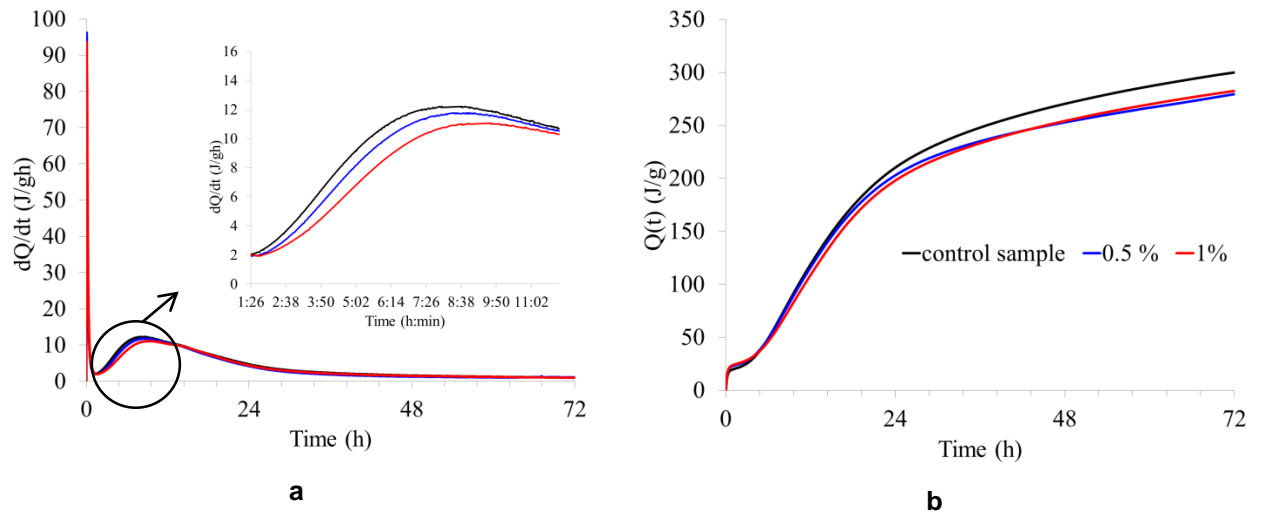 100
90
80
70
60
50
40
30
20
10
0
dQ/dt (J/gh)
0 24 48 72
Time (h)
16
14
12
10
8
6
4
2
0
dQ/dt (J/gh)
1:26 2:38 3:50 5:02 6:14 7:26 8:38 9:50 11:02
Time (h:min)
a
350
300
250
200
150
100
50
0
Q(t) (J/g)
control sample 0.5 % 1%
0 24 48 72
Time (h)
b